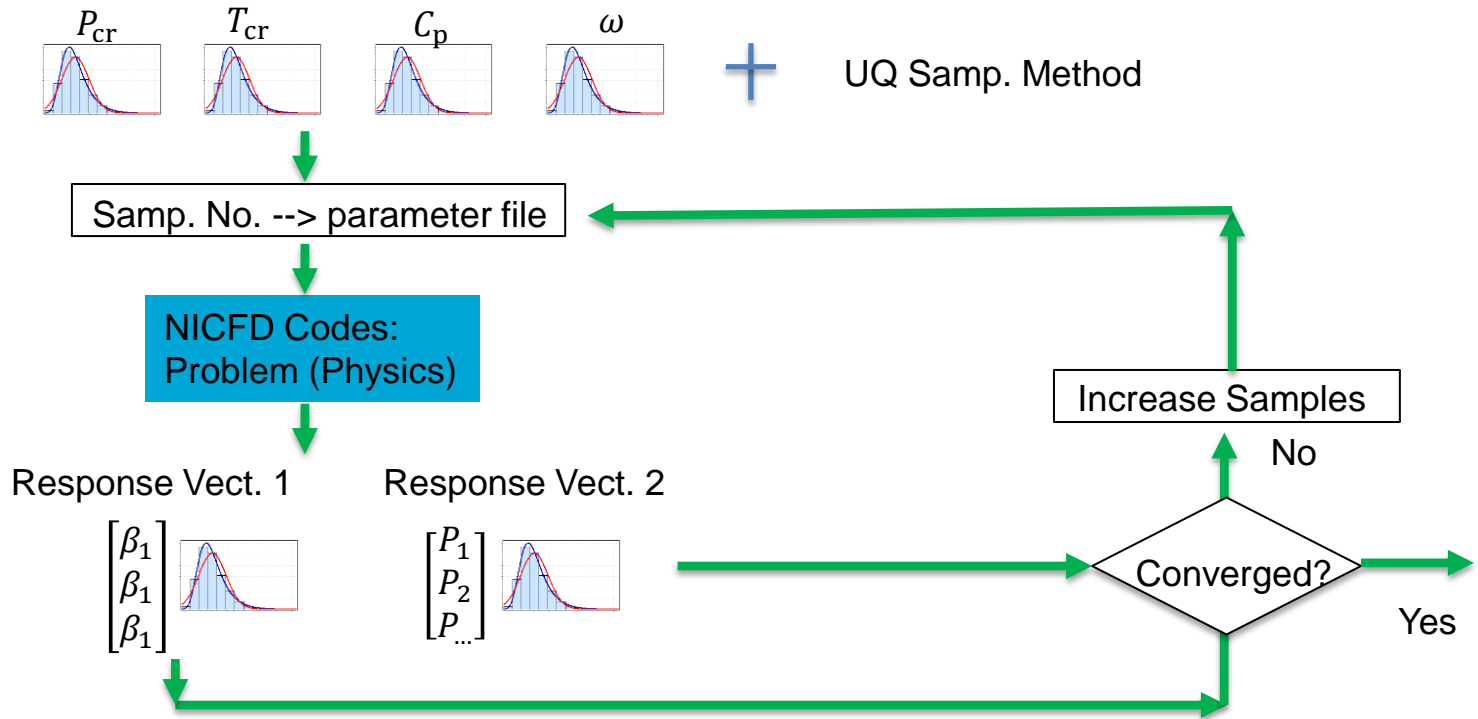 P_cr T_cr C_p ω
UQ Samp. Method
Samp. No. --> parameter file
NICFD Codes:
Problem (Physics)
Increase Samples
No
Response Vect. 1 Response Vect. 2
β_1 P_1
β_1 P_2
β_1 P_...
Converged?
Yes